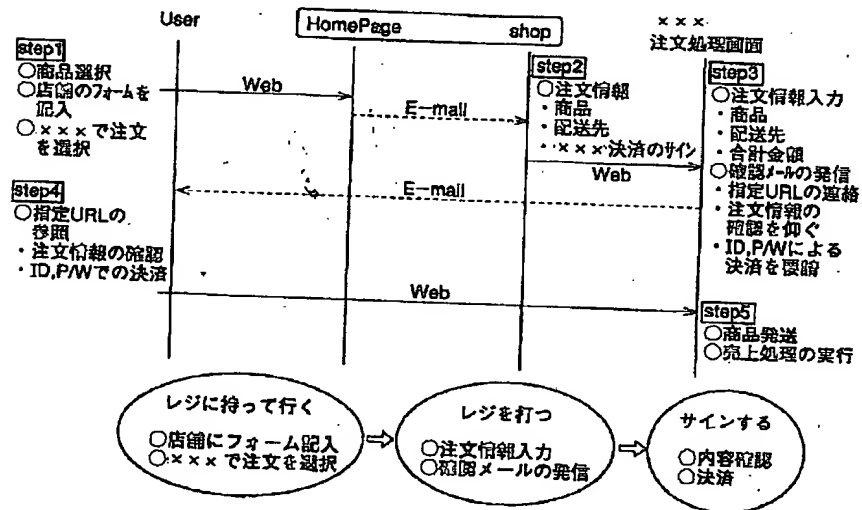 User
HomePage
shop
×××
注文処理画面
step1
○商品選択
○店舗のフォームを
記入
○×××で注文
を選択
Web
E-mail
step2
○注文情報
・商品
・配送先
・×××決済のサイン
Web
step3
○注文情報入力
・商品
・配送先
・合計金額
○確認メールの発信
・指定URLの連絡
・注文情報の
確認を仰ぐ
・ID,P/Wによる
決済を要請
E-mail
step4
○指定URLの
参照
・注文情報の確認
・ID,P/Wでの決済
Web
step5
○商品発送
○売上処理の実行
レジに持って行く
○店舗にフォーム記入
○×××で注文を選択
レジを打つ
○注文情報入力
○確認メールの発信
サインする
○内容確認
○決済